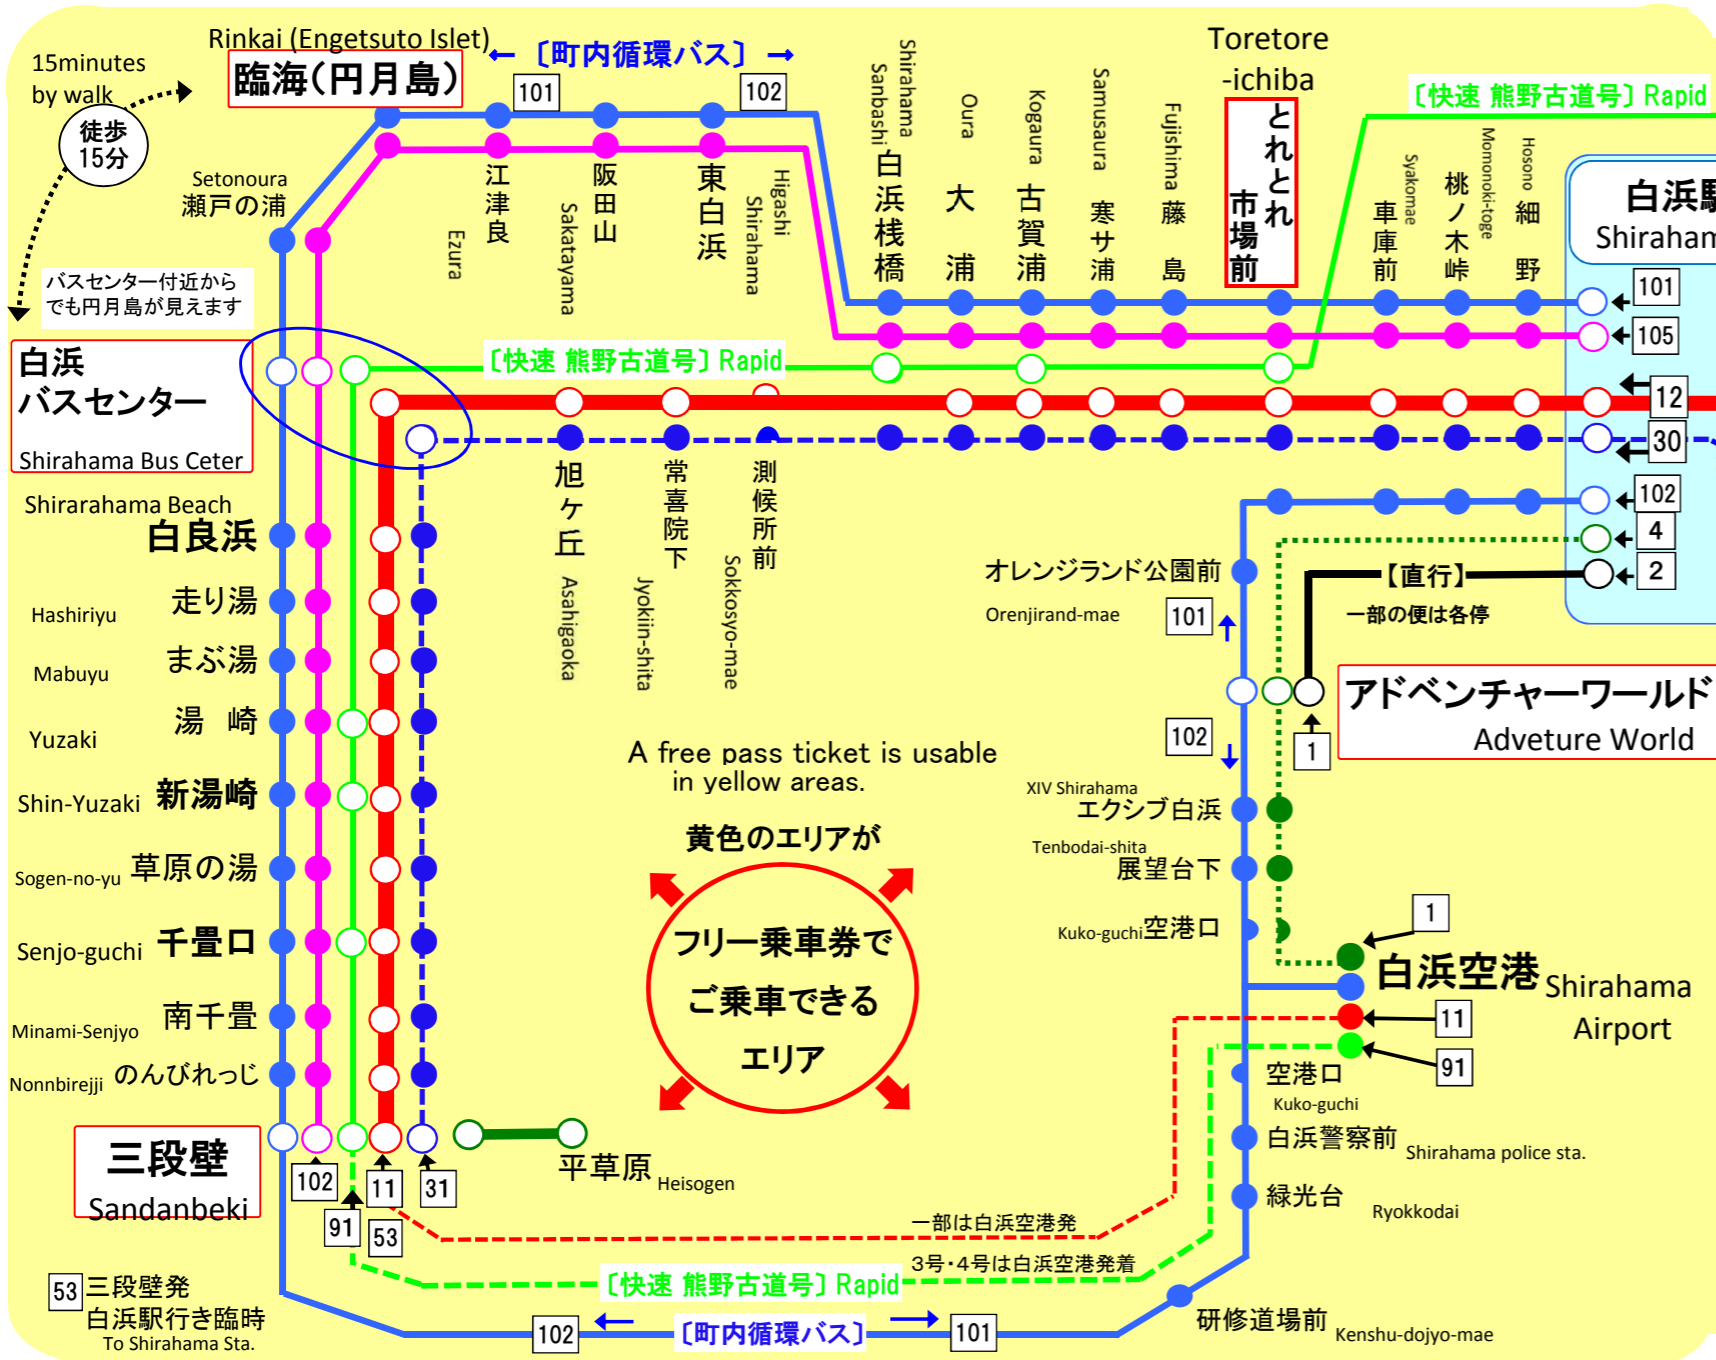 Rinkai (Engetsuto Islet)
臨海(円月島)
← 〔町内循環バス〕 →
101
102
15minutes
by walk
徒歩
15分
Setonoura
瀬戸の浦
バスセンター付近から
でも円月島が見えます
江津良
Ezura
阪田山
Sakatayama
東白浜
Higashi
Shirahama
Shirahama
Sanbashi
白浜桟橋
Oura
大浦
Kogaura
古賀浦
Samusaura
寒サ浦
Fujishima
藤島
Toretore
-ichiba
とれとれ
市場前
〔快速 熊野古道号〕 Rapid
Syakomae
車庫前
Momonoki-toge
桃ノ木峠
Hosono
細野
白浜駅
Shiraham
101
105
12
30
102
4
2
白浜
バスセンター
Shirahama Bus Ceter
〔快速 熊野古道号〕 Rapid
旭ヶ丘
Asahigaoka
常喜院下
Jyokiin-shita
測候所前
Sokkosyo-mae
Shirarahama Beach
白良浜
Hashiriyu
走り湯
Mabuyu
まぶ湯
Yuzaki
湯 崎
Shin-Yuzaki
新湯崎
Sogen-no-yu
草原の湯
Senjo-guchi
千畳口
Minami-Senjyo
南千畳
Nonnbirejji
のんびれっじ
三段壁
Sandanbeki
102
11
31
91
53
平草原
Heisogen
オレンジランド公園前
Orenjirand-mae
101
102
【直行】
一部の便は各停
アドベンチャーワールド
Adveture World
1
A free pass ticket is usable
in yellow areas.
黄色のエリアが
フリー乗車券で
ご乗車できる
エリア
XIV Shirahama
エクシブ白浜
Tenbodai-shita
展望台下
Kuko-guchi
空港口
1
白浜空港
Shirahama
Airport
11
91
空港口
Kuko-guchi
白浜警察前
Shirahama police sta.
緑光台
Ryokkodai
一部は白浜空港発
3号・4号は白浜空港発着
〔快速 熊野古道号〕 Rapid
53
三段壁発
白浜駅行き臨時
To Shirahama Sta.
102
← 〔町内循環バス〕 →
101
研修道場前
Kenshu-dojyo-mae